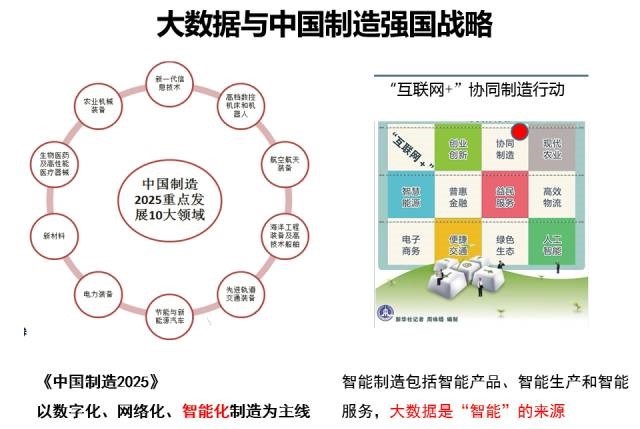 大数据与中国制造强国战略
新一代信
息技术
高档数控
机床和机
器人
航空航天
装备
海洋工程
装备及高
技术船舶
先进轨道
交通装备
节能与新
能源汽车
电力装备
新材料
生物医药
及高性能
医疗器械
农业机械
装备
中国制造
2025重点发
展10大领域
《中国制造2025》
以数字化、网络化、智能化制造为主线
“互联网+”协同制造行动
“互联网+”
创业
创新
协同
制造
现代
农业
智慧
能源
普惠
金融
益民
服务
高效
物流
电子
商务
便捷
交通
绿色
生态
人工
智能
新华社记者 周咏缗 编制
智能制造包括智能产品、智能生产和智能
服务，大数据是“智能”的来源